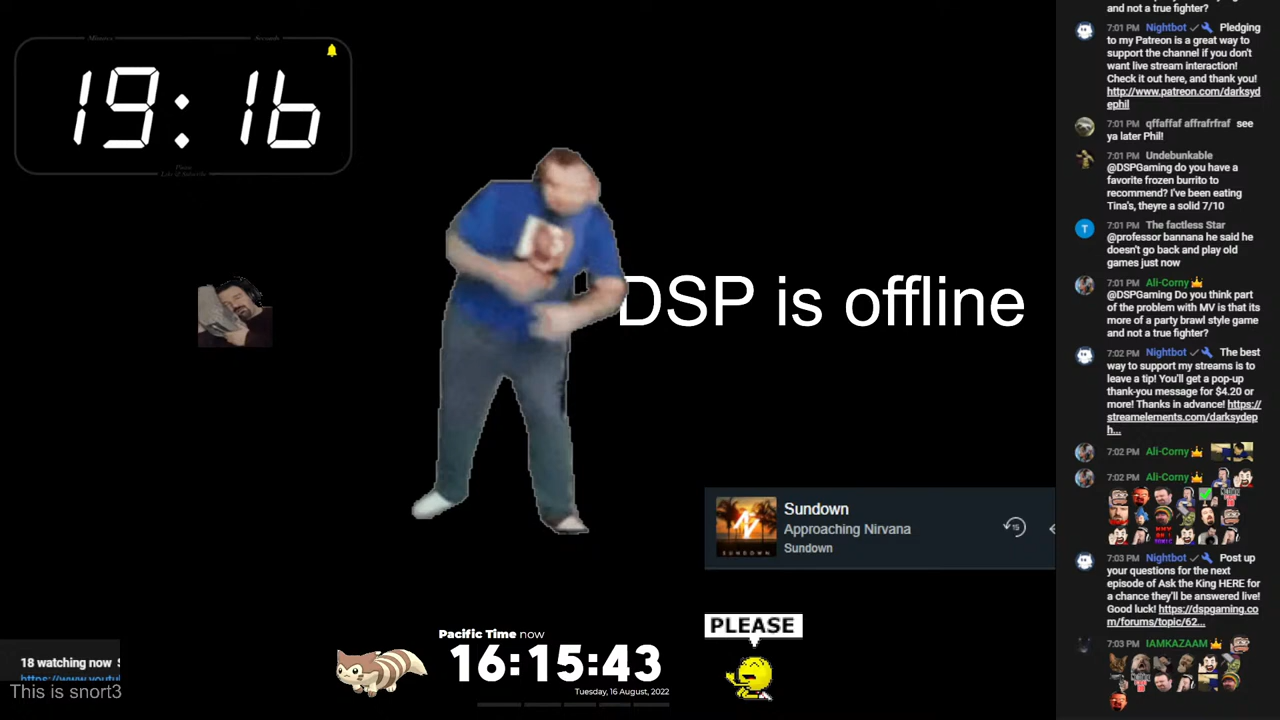 19:16
DSP is offline
Sundown
Approaching Nirvana
Sundown
15
PLEASE
Pacific Time now
16:15:43
Tuesday, 16 August, 2022
18 watching now
This is snort3
and not a true fighter?
7:01 PM Nightbot Pledging
to my Patreon is a great way to
support the channel if you don't
want live stream interaction!
Check it out here, and thank you!
http://www.patreon.com/darksyd
ephil
7:01 PM qffaffaf affrafrfraf see
ya later Phil!
7:01 PM Undebunkable
@DSPGaming do you have a
favorite frozen burrito to
recommend? I've been eating
Tina's, theyre a solid 7/10
7:01 PM The factless Star
@professor bannana he said he
doesn't go back and play old
games just now
7:01 PM Ali-Corny
@DSPGaming Do you think part
of the problem with MV is that its
more of a party brawl style game
and not a true fighter?
7:02 PM Nightbot The best
way to support my streams is to
leave a tip! You'll get a pop-up
thank-you message for $4.20 or
more! Thanks in advance! https://
streamelements.com/darksydep
h...
7:02 PM Ali-Corny
7:02 PM Ali-Corny
7:03 PM Nightbot Post up
your questions for the next
episode of Ask the King HERE for
a chance they'll be answered live!
Good luck! https://dspgaming.co
m/forums/topic/62...
7:03 PM IAMKAZAAM